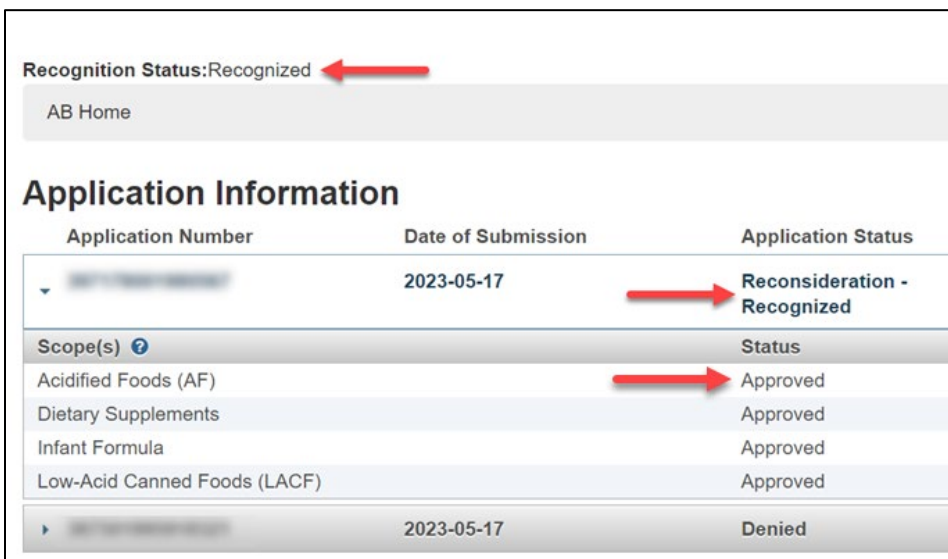 Recognition Status:Recognized
AB Home
Application Information
Application Number Date of Submission Application Status
2023-05-17 Reconsideration -
Recognized
Scope(s) Status
Acidified Foods (AF) Approved
Dietary Supplements Approved
Infant Formula Approved
Low-Acid Canned Foods (LACF) Approved
2023-05-17 Denied